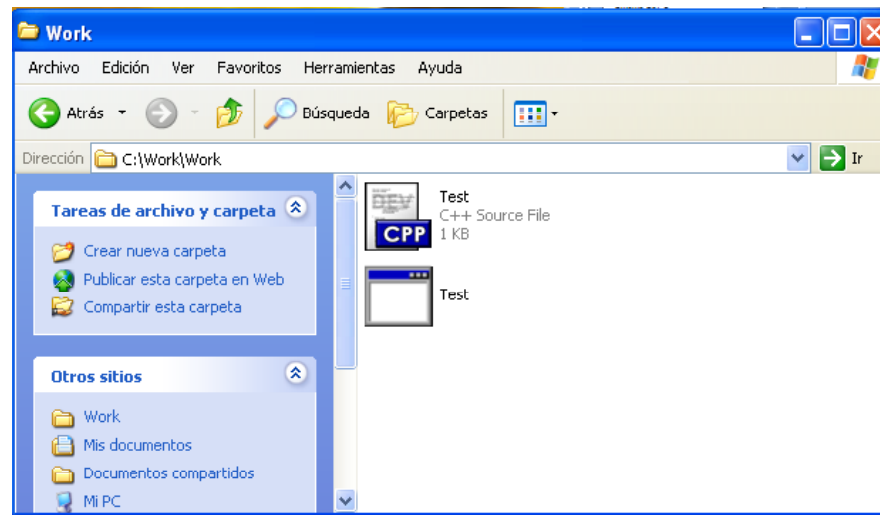 Work
Archivo Edición Ver Favoritos Herramientas Ayuda
Atrás Búsqueda Carpetas
Dirección C:\Work\Work Ir
Tareas de archivo y carpeta
Crear nueva carpeta
Publicar esta carpeta en Web
Compartir esta carpeta
Otros sitios
Work
Mis documentos
Documentos compartidos
Mi PC
DEV
CPP
Test
C++ Source File
1 KB
Test